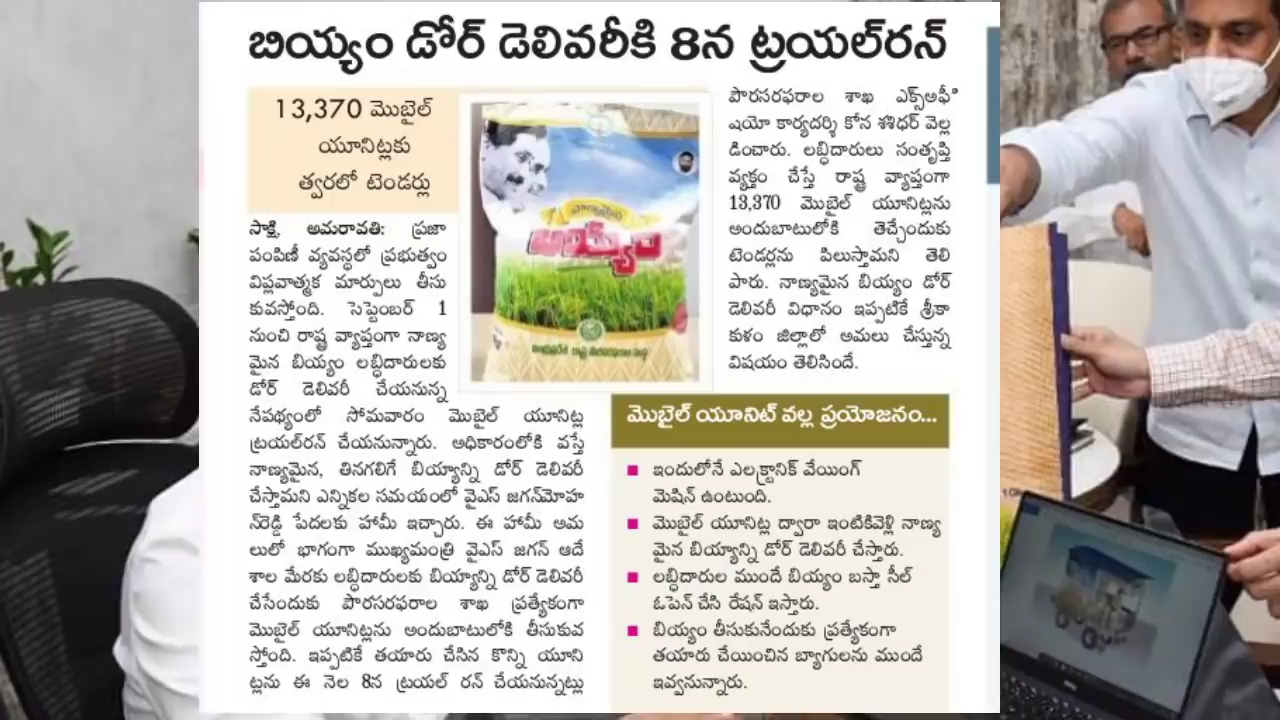 బియ్యం డోర్ డెలివరీకి 8న ట్రయల్‌రన్
13,370 మొబైల్
యూనిట్లకు
త్వరలో టెండర్లు
సాక్షి, అమరావతి: ప్రజా
పంపిణీ వ్యవస్థలో ప్రభుత్వం
విప్లవాత్మక మార్పులు తీసు
కువస్తోంది. సెప్టెంబర్ 1
నుంచి రాష్ట్ర వ్యాప్తంగా నాణ్య
మైన బియ్యం లబ్ధిదారులకు
డోర్ డెలివరీ చేయనున్న
నేపథ్యంలో సోమవారం మొబైల్ యూనిట్ల
ట్రయల్‌రన్ చేయనున్నారు. అధికారంలోకి వస్తే
నాణ్యమైన, తినగలిగే బియ్యాన్ని డోర్ డెలివరీ
చేస్తామని ఎన్నికల సమయంలో వైఎస్ జగన్‌మోహ
న్‌రెడ్డి పేదలకు హామీ ఇచ్చారు. ఈ హామీ అమ
లులో భాగంగా ముఖ్యమంత్రి వైఎస్ జగన్ ఆదే
శాల మేరకు లబ్ధిదారులకు బియ్యాన్ని డోర్ డెలివరీ
చేసేందుకు పౌరసరఫరాల శాఖ ప్రత్యేకంగా
మొబైల్ యూనిట్లను అందుబాటులోకి తీసుకువ
స్తోంది. ఇప్పటికే తయారు చేసిన కొన్ని యూని
ట్లను ఈ నెల 8న ట్రయల్ రన్ చేయనున్నట్లు
నాణ్యమైన
బియ్యం
పౌరసరఫరాల శాఖ ఎక్స్‌అఫీ
షియో కార్యదర్శి కోన శశిధర్ వెల్ల
డించారు. లబ్ధిదారులు సంతృప్తి
వ్యక్తం చేస్తే రాష్ట్ర వ్యాప్తంగా
13,370 మొబైల్ యూనిట్లను
అందుబాటులోకి తెచ్చేందుకు
టెండర్లను పిలుస్తామని తెలి
పారు. నాణ్యమైన బియ్యం డోర్
డెలివరీ విధానం ఇప్పటికే శ్రీకా
కుళం జిల్లాలో అమలు చేస్తున్న
విషయం తెలిసిందే.
మొబైల్ యూనిట్ వల్ల ప్రయోజనం...
ఇందులోనే ఎలక్ట్రానిక్ వేయింగ్
మెషిన్ ఉంటుంది.
మొబైల్ యూనిట్ల ద్వారా ఇంటికివెళ్లి నాణ్య
మైన బియ్యాన్ని డోర్ డెలివరీ చేస్తారు.
లబ్ధిదారుల ముందే బియ్యం బస్తా సీల్
ఓపెన్ చేసి రేషన్ ఇస్తారు.
బియ్యం తీసుకునేందుకు ప్రత్యేకంగా
తయారు చేయించిన బ్యాగులను ముందే
ఇవ్వనున్నారు.